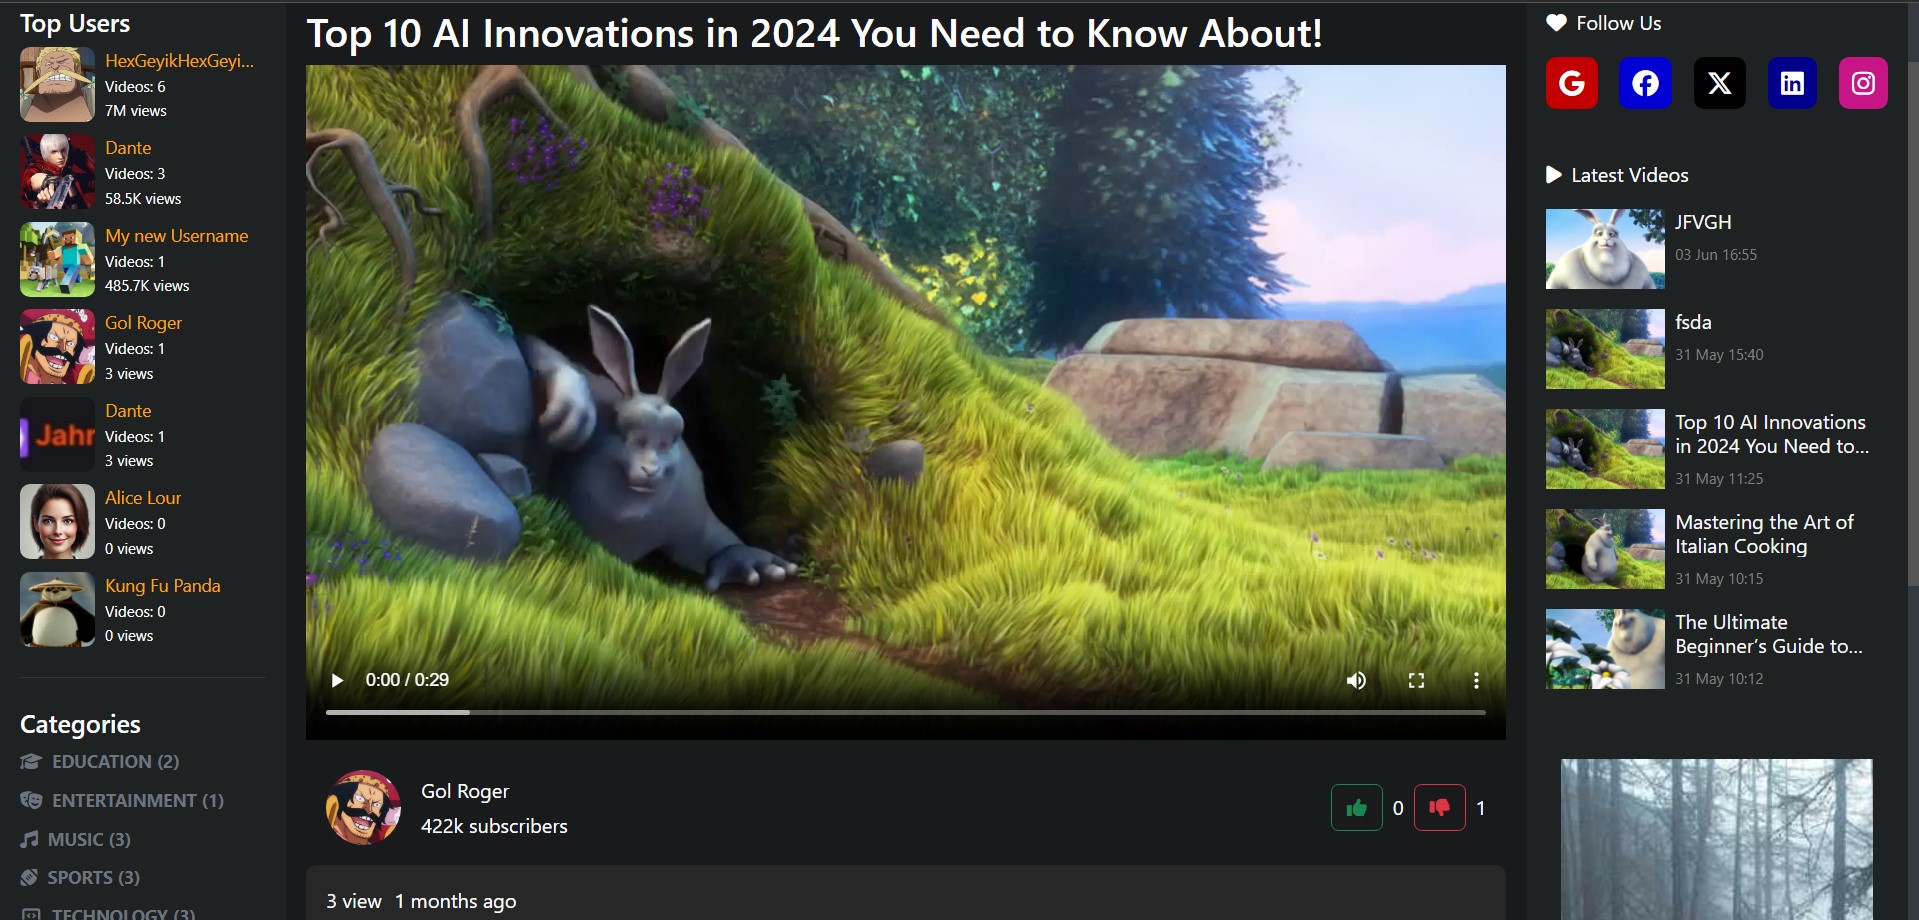 Top Users
HexGeyikHexGeyi...
Videos: 6
7M views
Dante
Videos: 3
58.5K views
My new Username
Videos: 1
485.7K views
Gol Roger
Videos: 1
3 views
Jahr
Dante
Videos: 1
3 views
Alice Lour
Videos: 0
0 views
Kung Fu Panda
Videos: 0
0 views
Categories
EDUCATION (2)
ENTERTAINMENT (1)
MUSIC (3)
SPORTS (3)
TECHNOLOGY (3)
Top 10 AI Innovations in 2024 You Need to Know About!
0:00 / 0:29
Gol Roger
422k subscribers
0 1
3 view 1 months ago
Follow Us
Latest Videos
JFVGH
03 Jun 16:55
fsda
31 May 15:40
Top 10 AI Innovations
in 2024 You Need to...
31 May 11:25
Mastering the Art of
Italian Cooking
31 May 10:15
The Ultimate
Beginner’s Guide to...
31 May 10:12